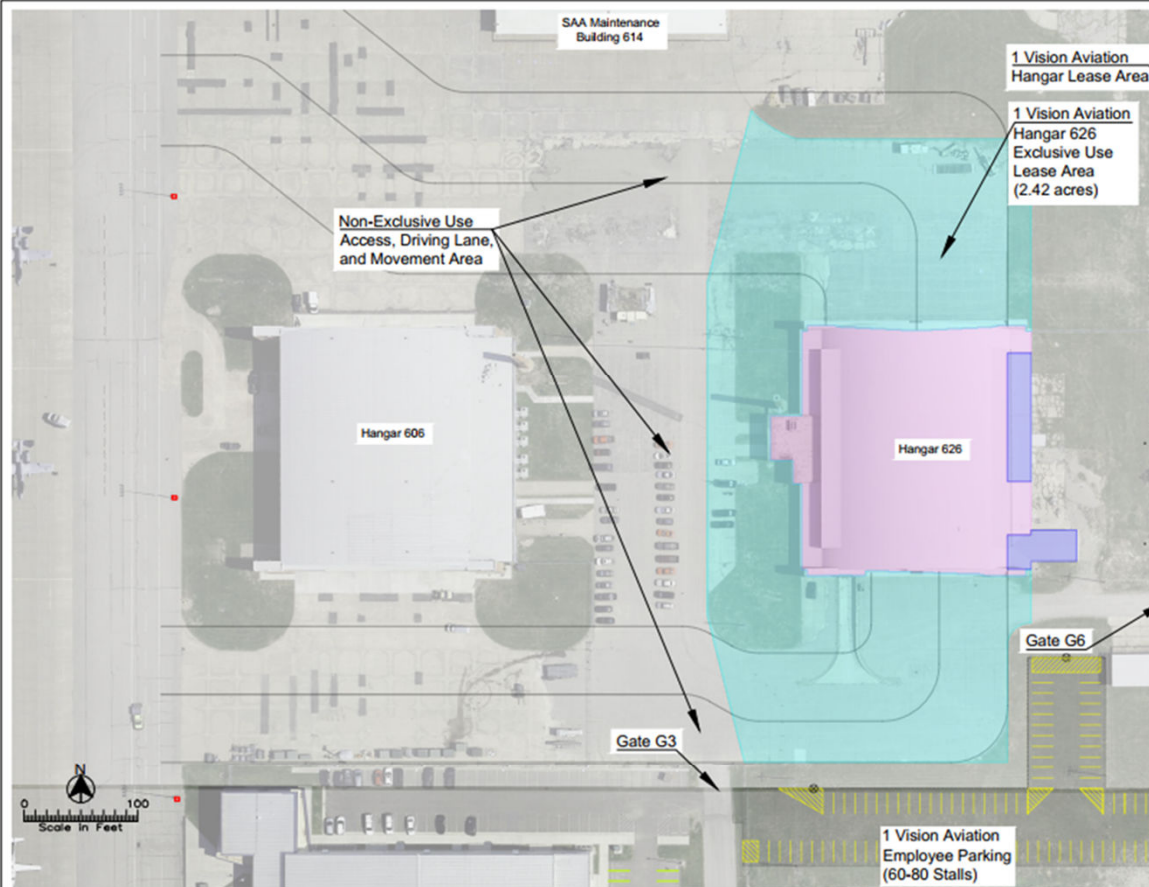 SAA Maintenance
Building 614
1 Vision Aviation
Hangar Lease Area
1 Vision Aviation
Hangar 626
Exclusive Use
Lease Area
(2.42 acres)
Non-Exclusive Use
Access, Driving Lane,
and Movement Area
Hangar 606
Hangar 626
Gate G6
Gate G3
N
0 100
Scale in Feet
1 Vision Aviation
Employee Parking
(60-80 Stalls)